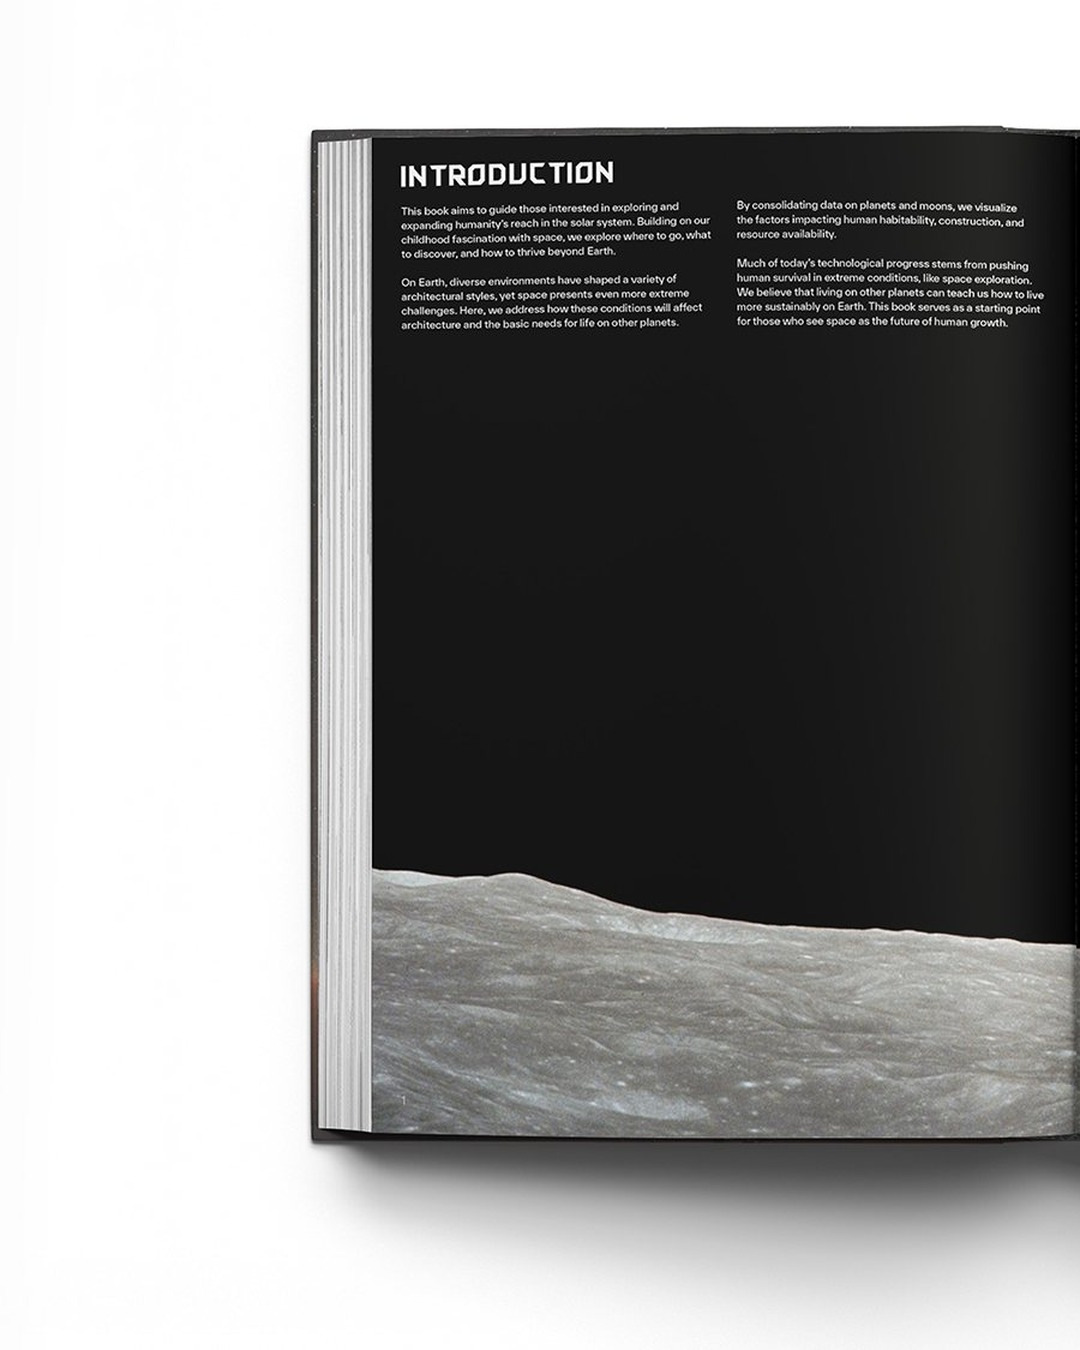 INTRODUCTION
This book aims to guide those interested in exploring and
expanding humanity's reach in the solar system. Building on our
childhood fascination with space, we explore where to go, what
to discover, and how to thrive beyond Earth.
On Earth, diverse environments have shaped a variety of
architectural styles, yet space presents even more extreme
challenges. Here, we address how these conditions will affect
architecture and the basic needs for life on other planets.
By consolidating data on planets and moons, we visualize
the factors impacting human habitability, construction, and
resource availability.
Much of today's technological progress stems from pushing
human survival in extreme conditions, like space exploration.
We believe that living on other planets can teach us how to live
more sustainably on Earth. This book serves as a starting point
for those who see space as the future of human growth.
1